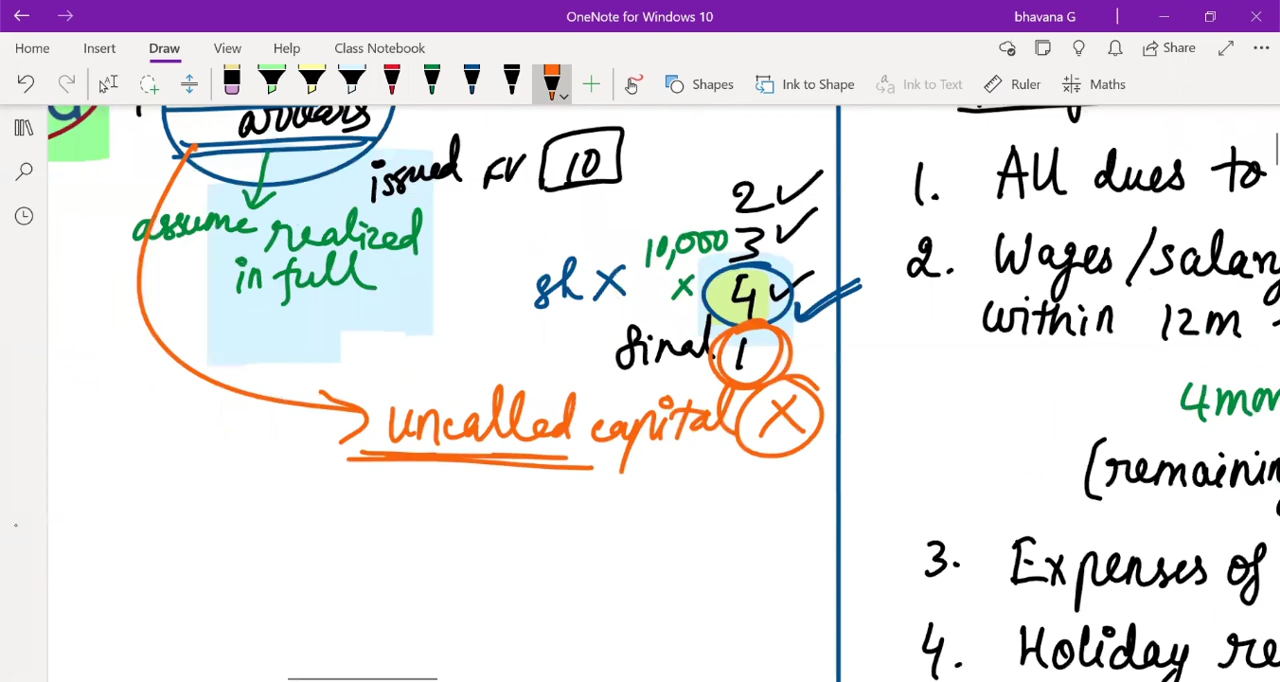 OneNote for Windows 10
bhavana G
Home Insert Draw View Help Class Notebook
Share
Shapes Ink to Shape Ink to Text Ruler Maths
arrears
issued FV 10
assume realized
in full
2 ✓
3 ✓
10,000
sh X x 4 ✓
final 1
uncalled capital X
1. All dues to
2. Wages/salary
within 12m
4mon
(remaining
3. Expenses of
4. Holiday re